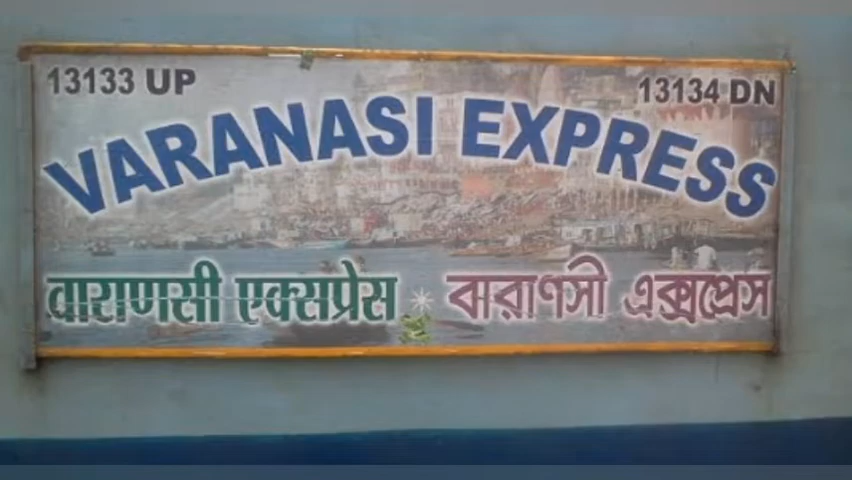 13133 UP 13134 DN
VARANASI EXPRESS
वाराणसी एक्सप्रेस বারাণসী এক্সপ্রেস